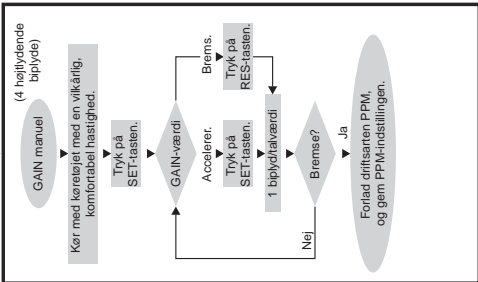 GAIN manuel
(4 højtlydende
biplyde)
Kør med køretøjet med en vilkårlig,
komfortabel hastighed.
Tryk på
SET-tasten.
GAIN-værdi
Accelerer.
Brems.
Tryk på
SET-tasten.
Tryk på
RES-tasten.
1 biplyd/talværdi
Bremse?
Nej
Ja
Forlad driftsarten PPM,
og gem PPM-indstillingen.